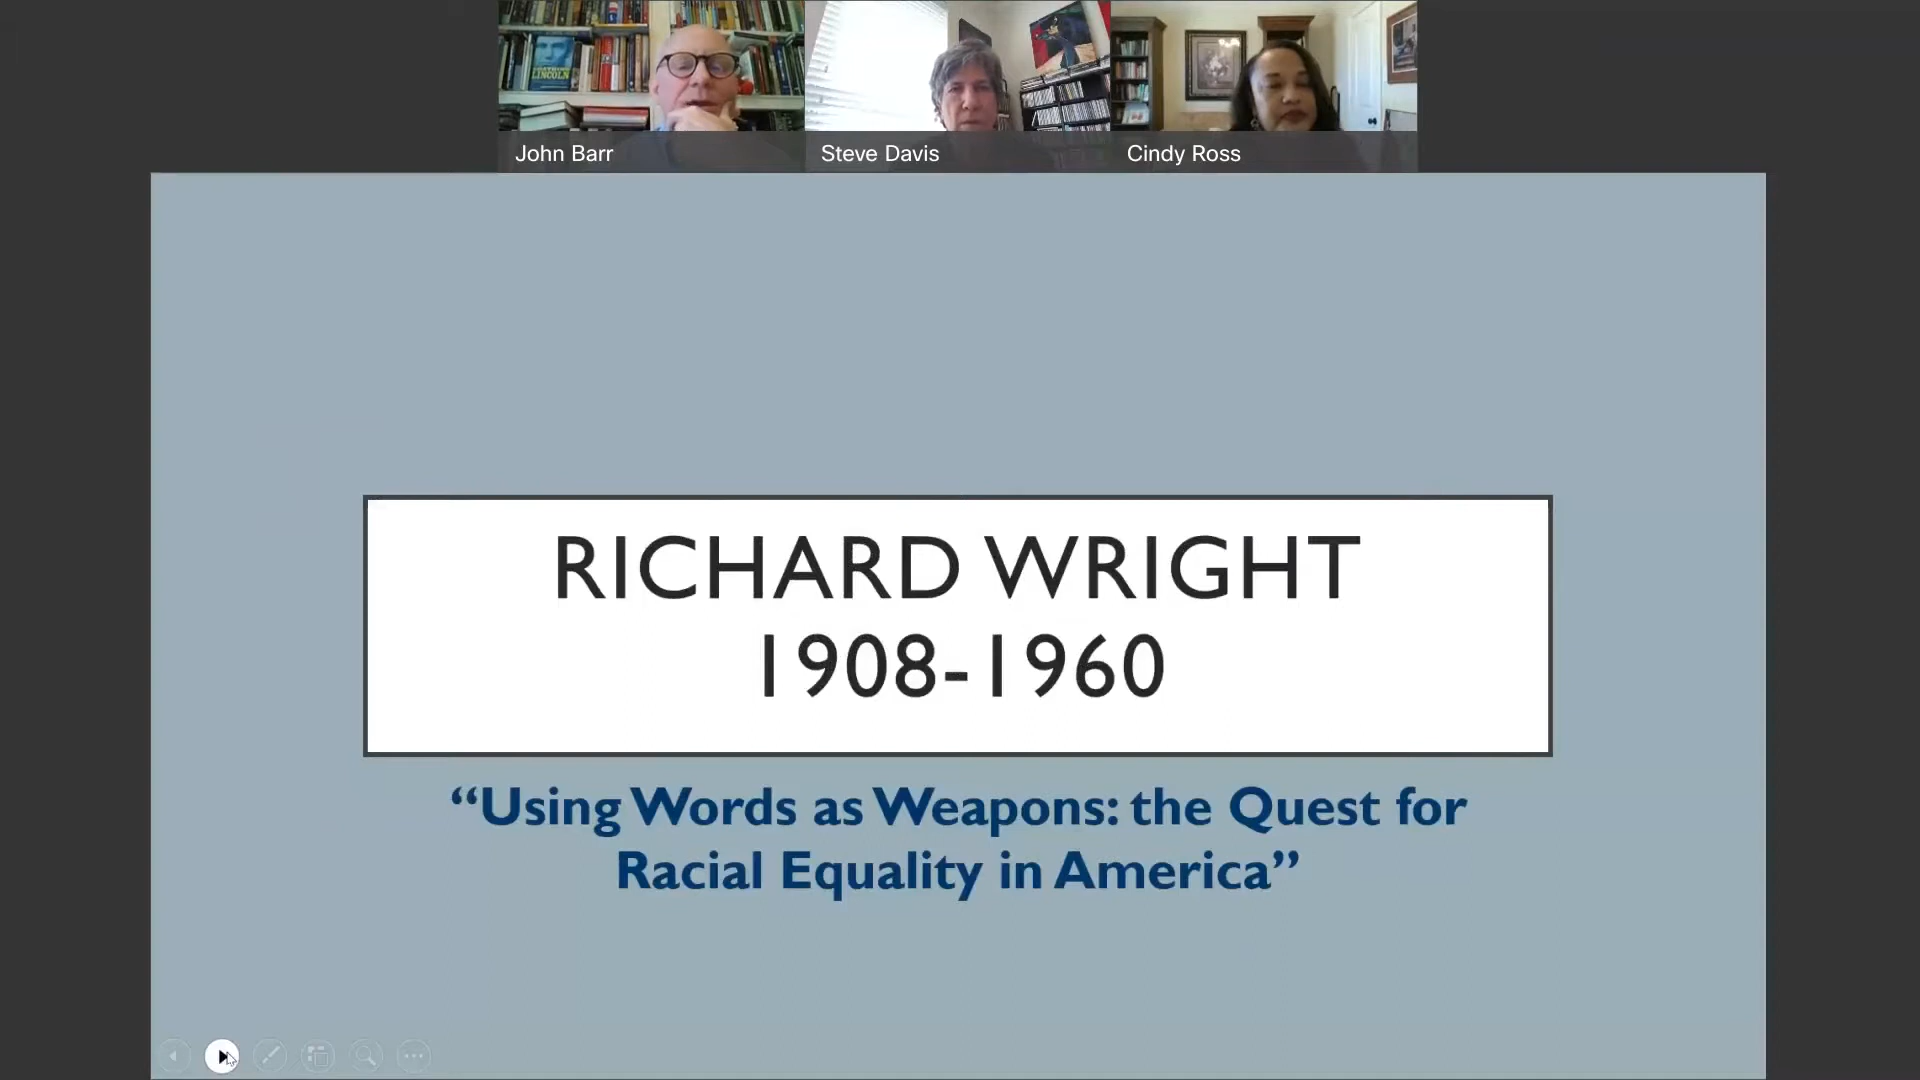 LINCOLN
John Barr
Steve Davis
Cindy Ross
RICHARD WRIGHT
1908-1960
“Using Words as Weapons: the Quest for
Racial Equality in America”